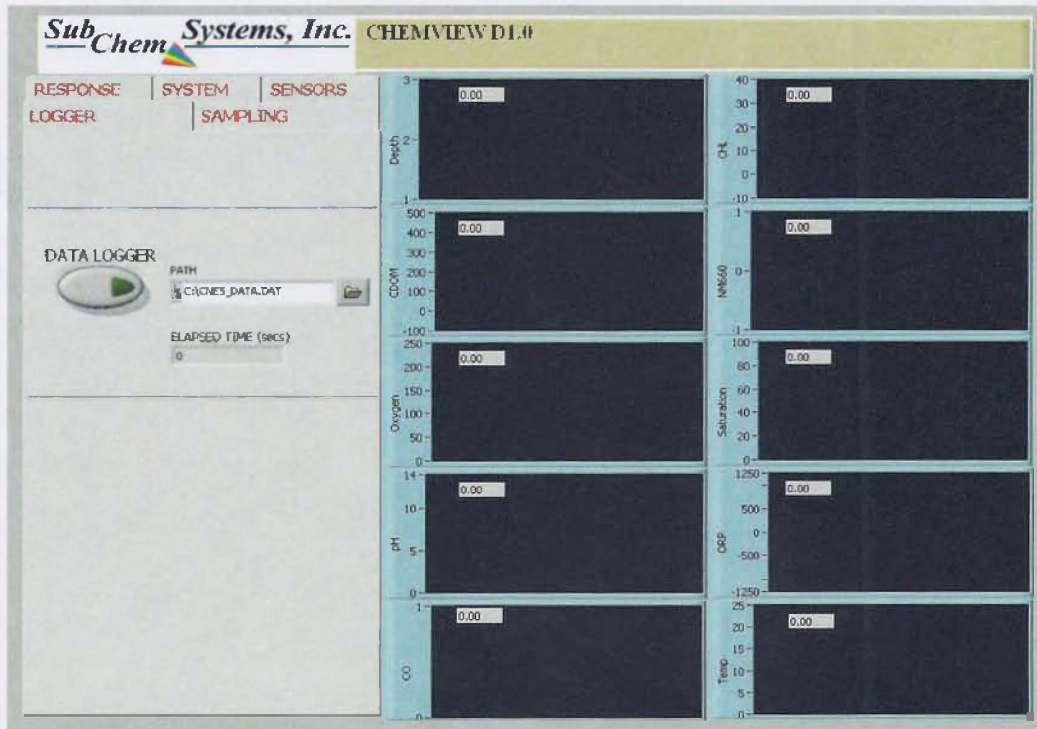 Sub Chem Systems, Inc.
CHEMVIEW D1.0
RESPONSE
SYSTEM
SENSORS
LOGGER
SAMPLING
DATA LOGGER
PATH
C:\CNES_DATA.DAT
ELAPSED TIME (secs)
0
Depth
3
2
1
0.00
CHL
40
30
20
10
0
-10
0.00
CDOM
500
400
300
200
100
0
-100
0.00
NM660
1
0
-1
0.00
Oxygen
250
200
150
100
50
0
0.00
Saturation
100
80
60
40
20
0
0.00
pH
14
10
5
0
0.00
ORP
1250
500
0
-500
-1250
0.00
CO
1
0
0.00
Temp
25
20
15
10
5
0
0.00